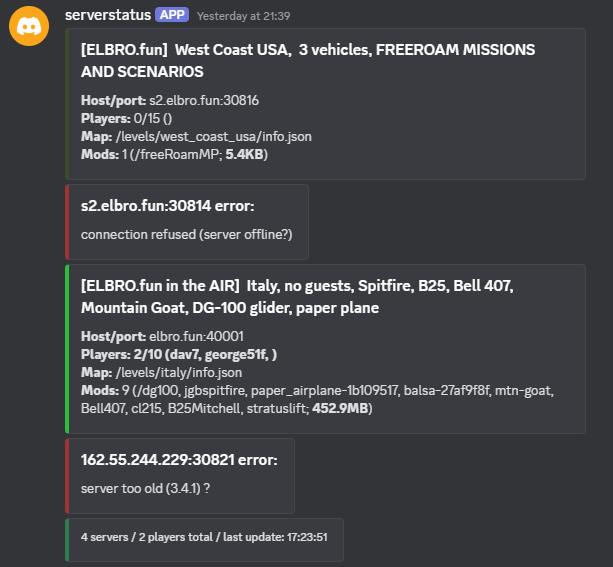 serverstatus APP Yesterday at 21:39
[ELBRO.fun] West Coast USA, 3 vehicles, FREEROAM MISSIONS
AND SCENARIOS
Host/port: s2.elbro.fun:30816
Players: 0/15 ()
Map: /levels/west_coast_usa/info.json
Mods: 1 (/freeRoamMP; 5.4KB)
s2.elbro.fun:30814 error:
connection refused (server offline?)
[ELBRO.fun in the AIR] Italy, no guests, Spitfire, B25, Bell 407,
Mountain Goat, DG-100 glider, paper plane
Host/port: elbro.fun:40001
Players: 2/10 (dav7, george51f, )
Map: /levels/italy/info.json
Mods: 9 (/dg100, jgbspitfire, paper_airplane-1b109517, balsa-27af9f8f, mtn-goat,
Bell407, cl215, B25Mitchell, stratuslift; 452.9MB)
162.55.244.229:30821 error:
server too old (3.4.1) ?
4 servers / 2 players total / last update: 17:23:51